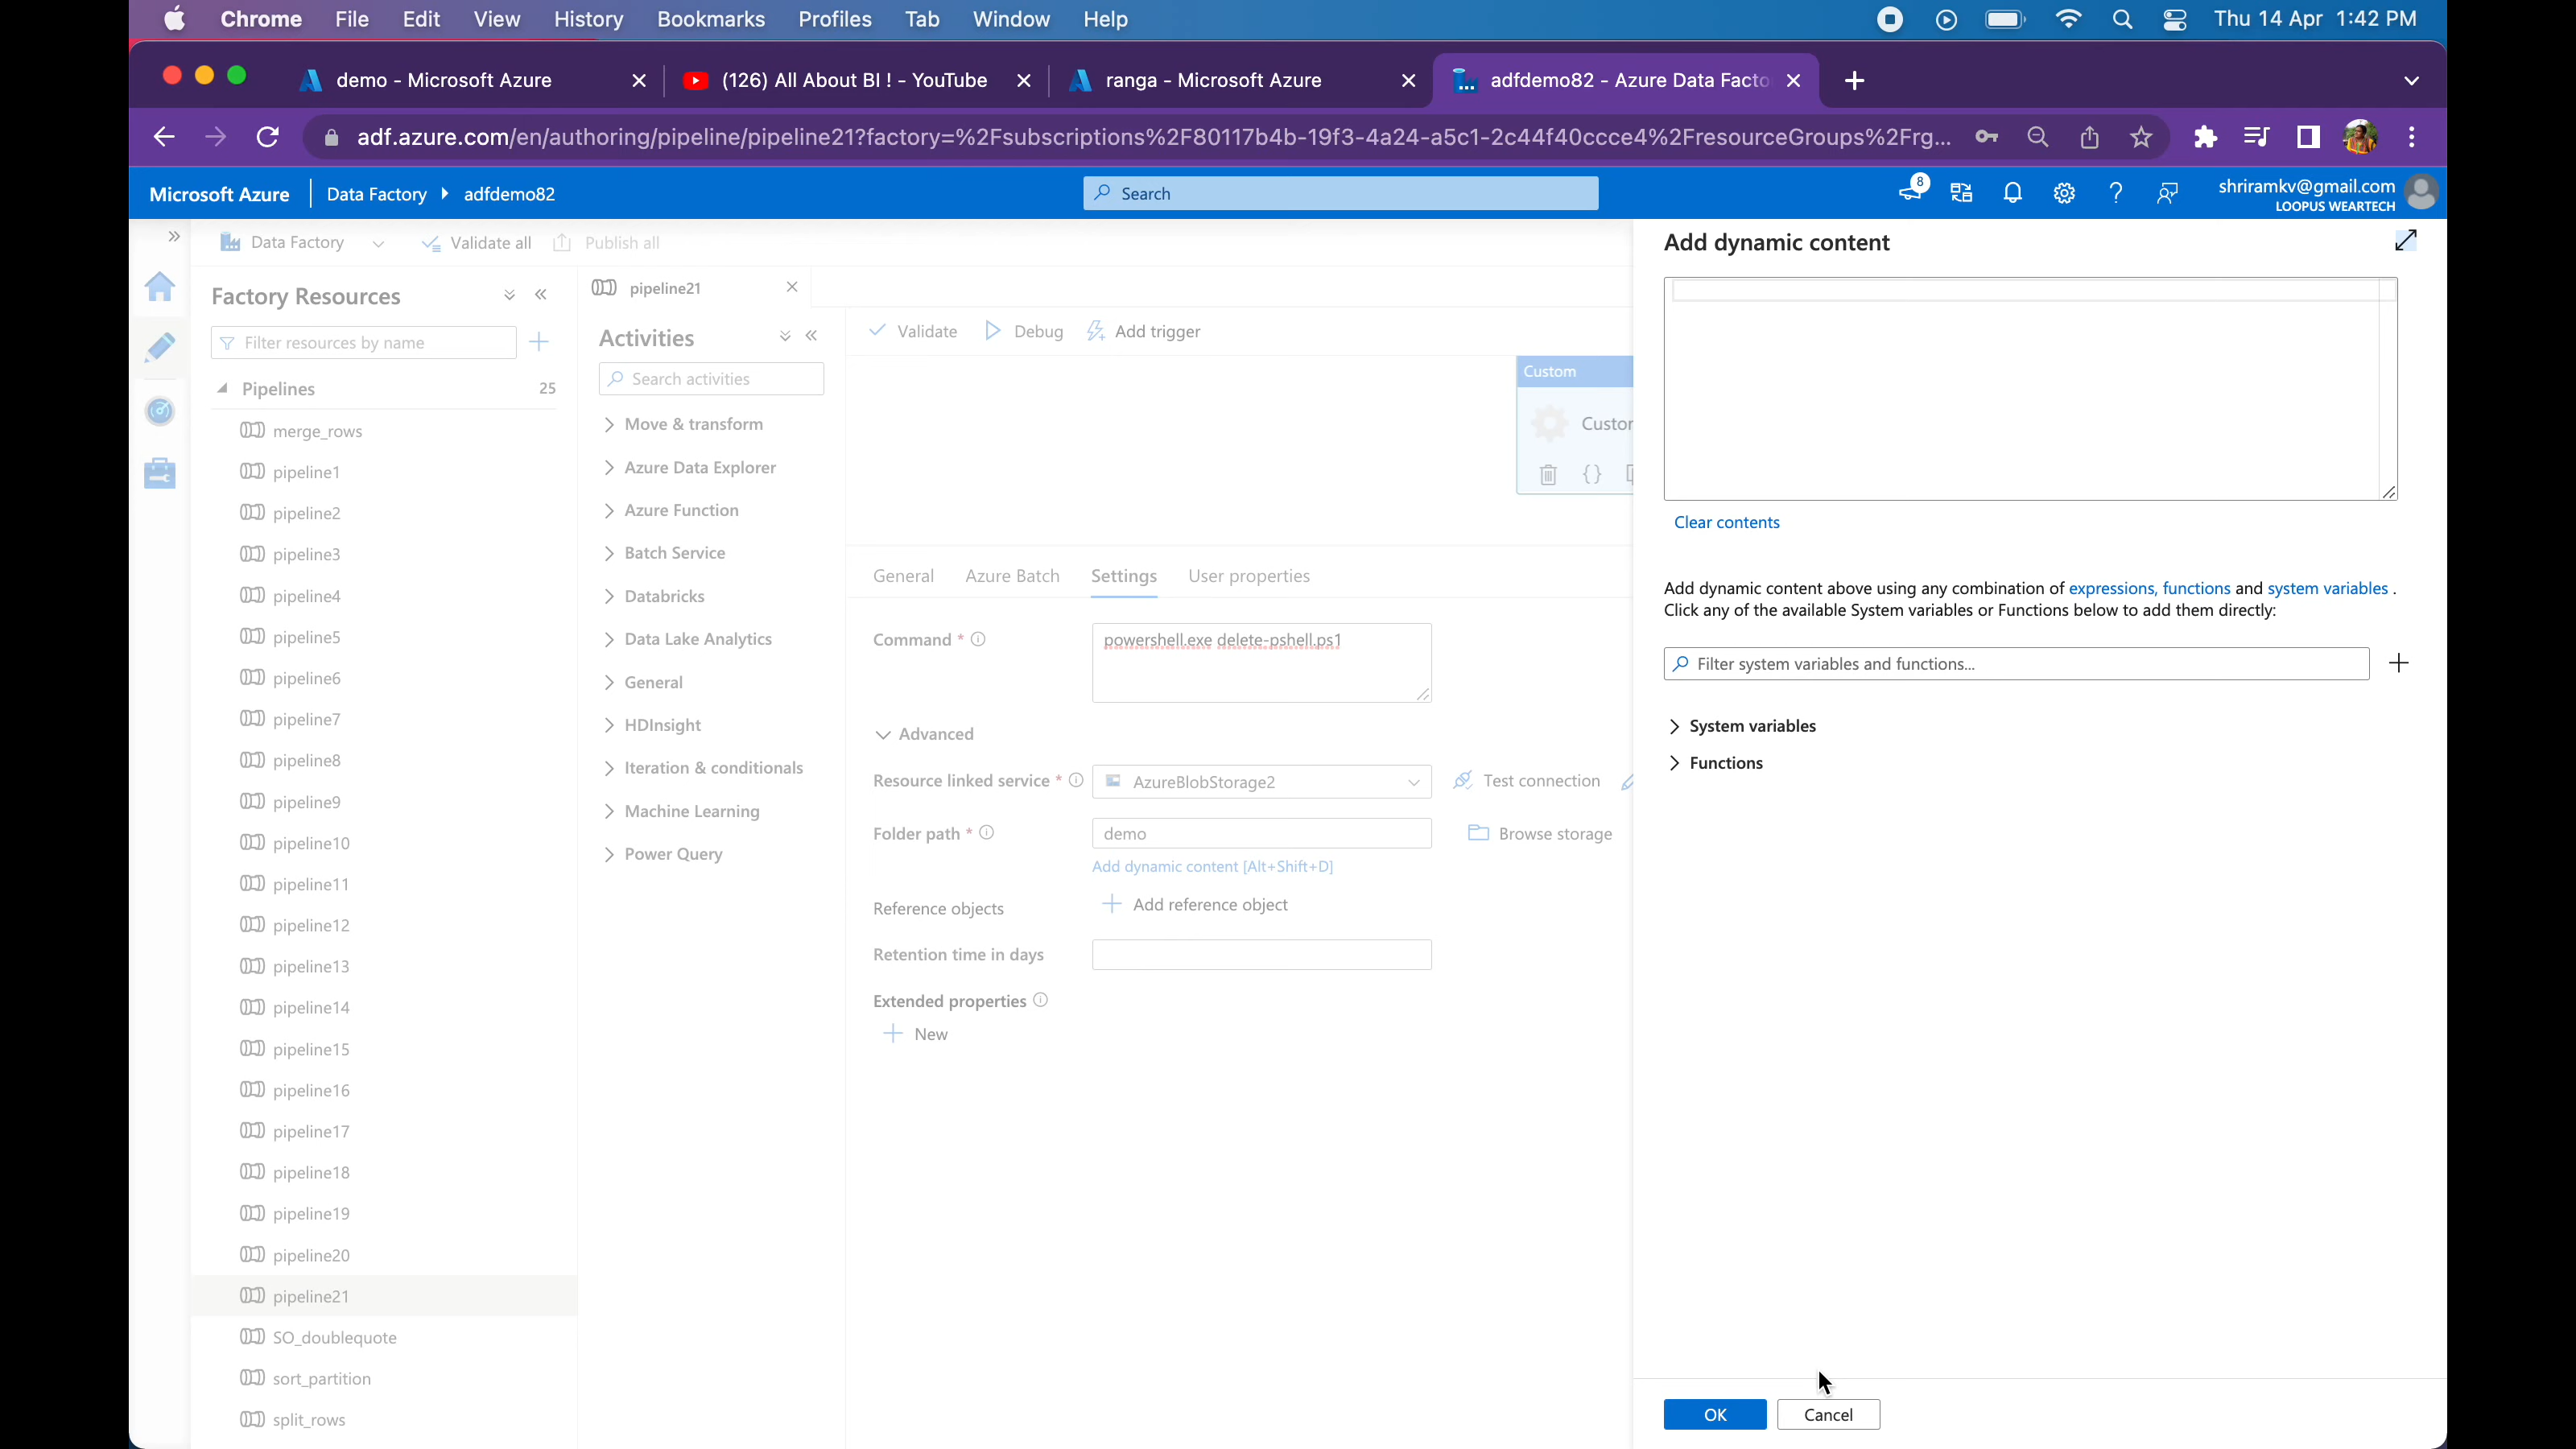 Chrome File Edit View History Bookmarks Profiles Tab Window Help Thu 14 Apr 1:42 PM
demo - Microsoft Azure (126) All About BI ! - YouTube ranga - Microsoft Azure adfdemo82 - Azure Data Facto
adf.azure.com/en/authoring/pipeline/pipeline21?factory=%2Fsubscriptions%2F80117b4b-19f3-4a24-a5c1-2c44f40ccce4%2FresourceGroups%2Frg...
Microsoft Azure Data Factory adfdemo82 Search 8 shriramkv@gmail.com
LOOPUS WEARTECH
Data Factory Validate all Publish all
Factory Resources
Filter resources by name
Pipelines 25
merge_rows
pipeline1
pipeline2
pipeline3
pipeline4
pipeline5
pipeline6
pipeline7
pipeline8
pipeline9
pipeline10
pipeline11
pipeline12
pipeline13
pipeline14
pipeline15
pipeline16
pipeline17
pipeline18
pipeline19
pipeline20
pipeline21
SO_doublequote
sort_partition
split_rows
pipeline21
Activities
Search activities
Move & transform
Azure Data Explorer
Azure Function
Batch Service
Databricks
Data Lake Analytics
General
HDInsight
Iteration & conditionals
Machine Learning
Power Query
Validate Debug Add trigger
Custom
Custor
General Azure Batch Settings User properties
Command * powershell.exe delete-pshell.ps1
Advanced
Resource linked service * AzureBlobStorage2 Test connection
Folder path * demo Browse storage
Add dynamic content [Alt+Shift+D]
Reference objects Add reference object
Retention time in days
Extended properties
New
Add dynamic content
Clear contents
Add dynamic content above using any combination of expressions, functions and system variables .
Click any of the available System variables or Functions below to add them directly:
Filter system variables and functions...
System variables
Functions
OK Cancel